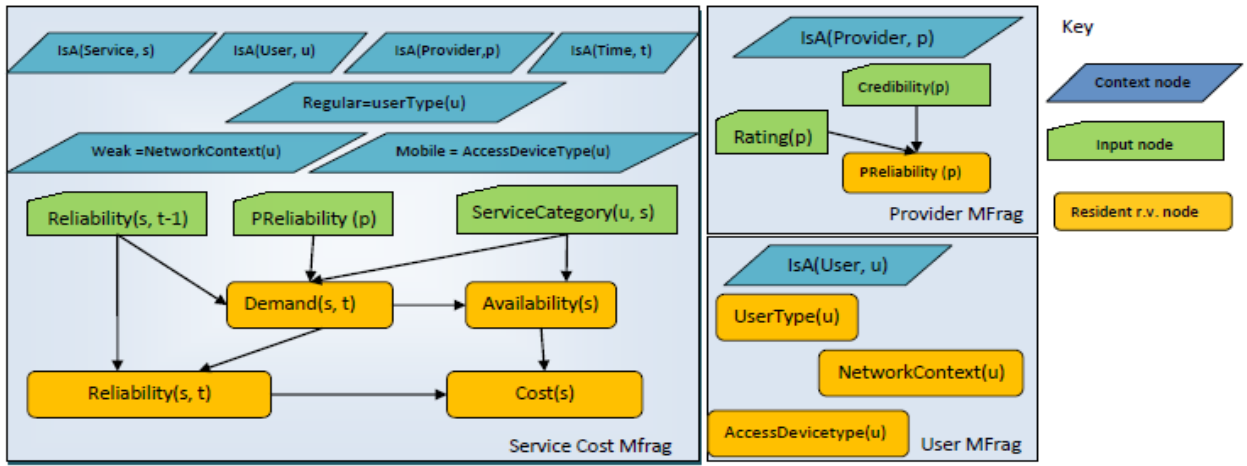 IsA(Service, s)
IsA(User, u)
IsA(Provider,p)
IsA(Time, t)
Regular=userType(u)
Weak =NetworkContext(u)
Mobile = AccessDeviceType(u)
Reliability(s, t-1)
PReliability (p)
ServiceCategory(u, s)
Demand(s, t)
Availability(s)
Reliability(s, t)
Cost(s)
Service Cost Mfrag
IsA(Provider, p)
Credibility(p)
Rating(p)
PReliability (p)
Provider MFrag
IsA(User, u)
UserType(u)
NetworkContext(u)
AccessDevicetype(u)
User MFrag
Key
Context node
Input node
Resident r.v. node